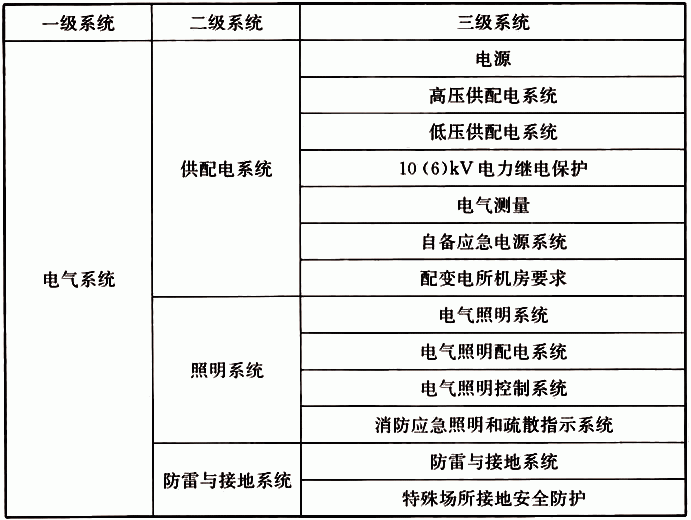 一级系统 二级系统 三级系统
电气系统
供配电系统
电源
高压供配电系统
低压供配电系统
10（6)kV电力继电保护
电气测量
自备应急电源系统
配变电所机房要求
照明系统
电气照明系统
电气照明配电系统
电气照明控制系统
消防应急照明和疏散指示系统
防雷与接地系统
防雷与接地系统
特殊场所接地安全防护